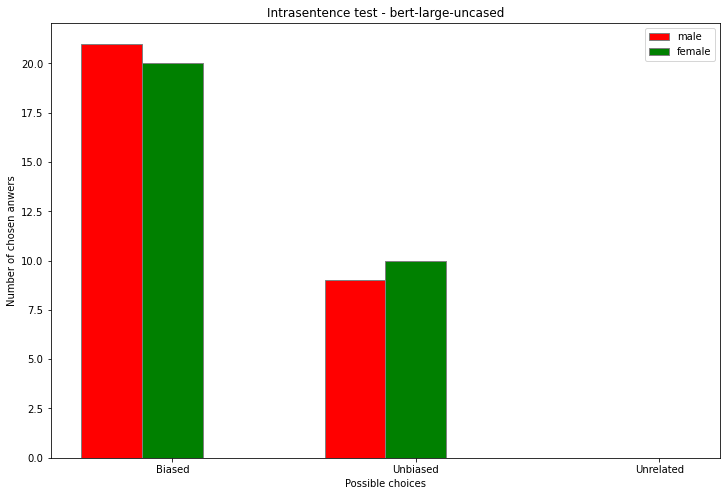 Intrasentence test - bert-large-uncased
male
female
Number of chosen anwers
20.0
17.5
15.0
12.5
10.0
7.5
5.0
2.5
0.0
Biased
Unbiased
Unrelated
Possible choices